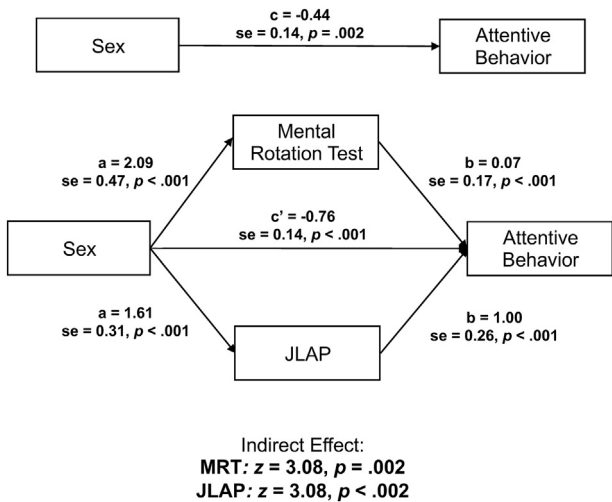 c = -0.44
se = 0.14, p = .002
Sex
Attentive
Behavior
Mental
Rotation Test
a = 2.09
se = 0.47, p < .001
b = 0.07
se = 0.17, p < .001
c’ = -0.76
se = 0.14, p < .001
Sex
Attentive
Behavior
a = 1.61
se = 0.31, p < .001
b = 1.00
se = 0.26, p < .001
JLAP
Indirect Effect:
MRT: z = 3.08, p = .002
JLAP: z = 3.08, p < .002